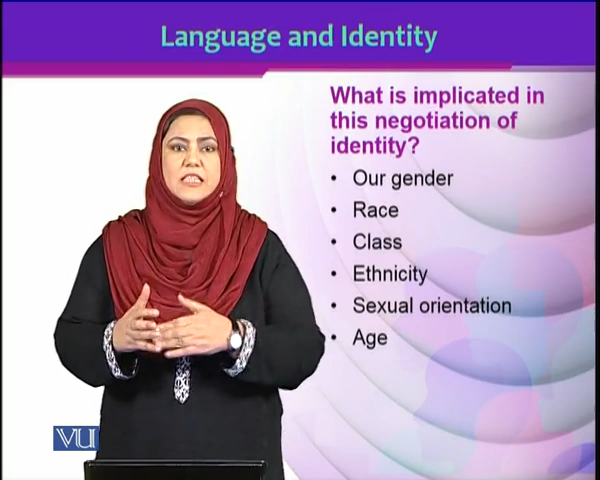 Language and Identity
What is implicated in
this negotiation of
identity?
• Our gender
• Race
• Class
• Ethnicity
• Sexual orientation
• Age
VU